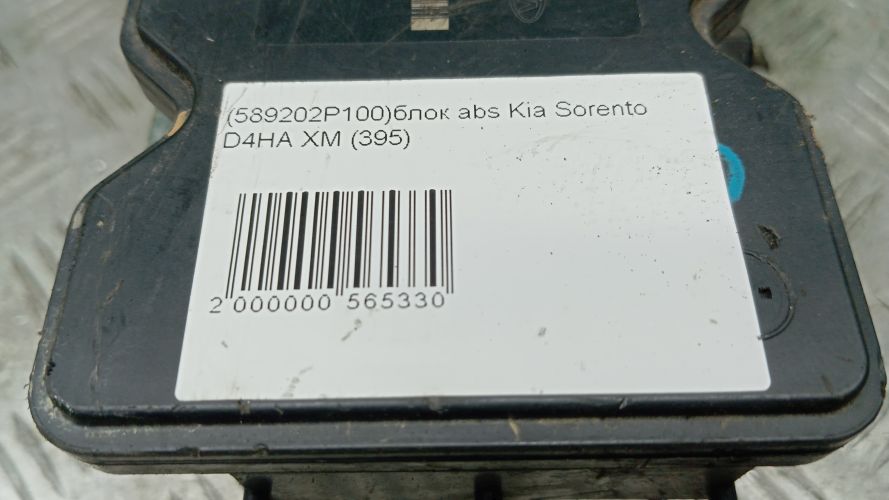 (589202P100)блок abs Kia Sorento
D4HA XM (395)
2 000000 565330